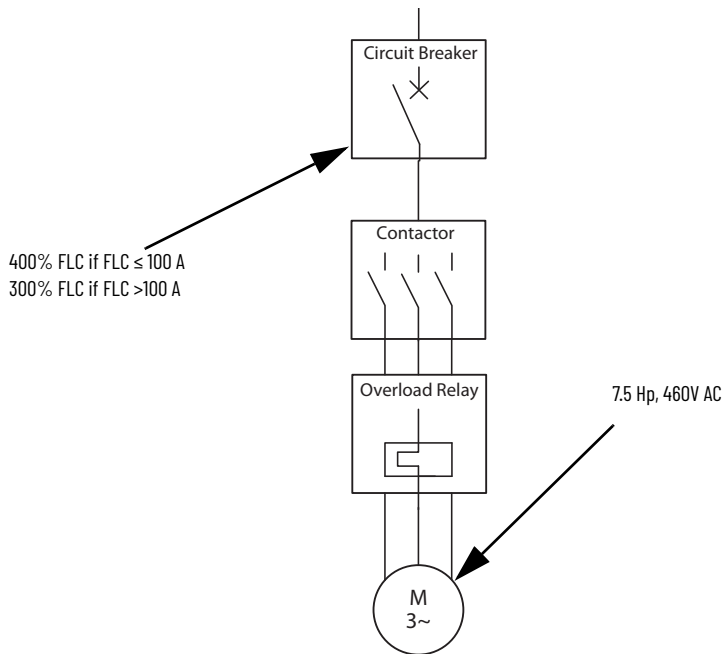 Circuit Breaker
400% FLC if FLC ≤ 100 A
300% FLC if FLC >100 A
Contactor
Overload Relay
7.5 Hp, 460V AC
M
3~